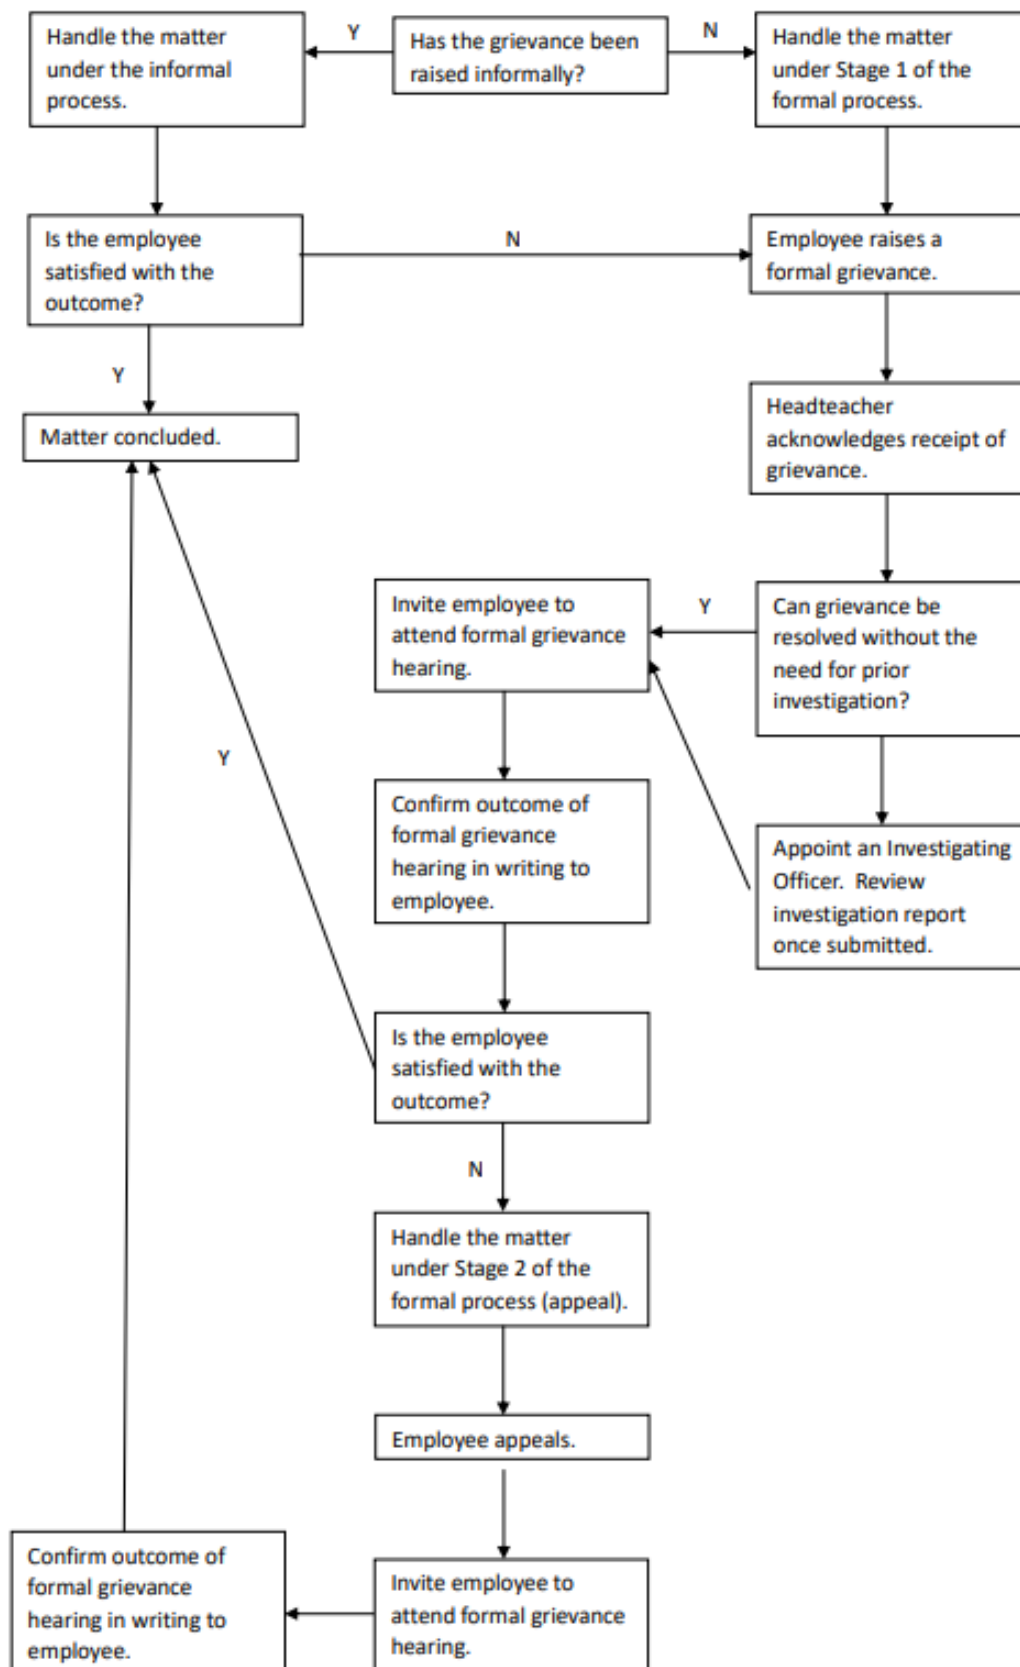 Has the grievance been
raised informally?
Y
N
Handle the matter
under the informal
process.
Handle the matter
under Stage 1 of the
formal process.
Is the employee
satisfied with the
outcome?
N
Employee raises a
formal grievance.
Y
Matter concluded.
Headteacher
acknowledges receipt of
grievance.
Can grievance be
resolved without the
need for prior
investigation?
Y
Invite employee to
attend formal grievance
hearing.
Appoint an Investigating
Officer.  Review
investigation report
once submitted.
Confirm outcome of
formal grievance
hearing in writing to
employee.
Is the employee
satisfied with the
outcome?
Y
N
Handle the matter
under Stage 2 of the
formal process (appeal).
Employee appeals.
Invite employee to
attend formal grievance
hearing.
Confirm outcome of
formal grievance
hearing in writing to
employee.